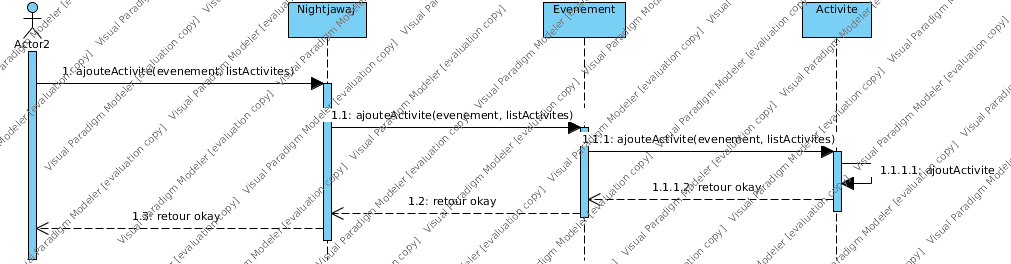 Nightjawaj
Evenement
Activite
Actor2
1: ajouteActivite(evenement, listActivites)
1.1: ajouteActivite(evenement, listActivites)
1.1.1: ajouteActivite(evenement, listActivites)
1.1.1.1: ajoutActivite
1.1.1.2: retour okay
1.2: retour okay
1.3: retour okay
Visual Paradigm Modeler [evaluation copy]